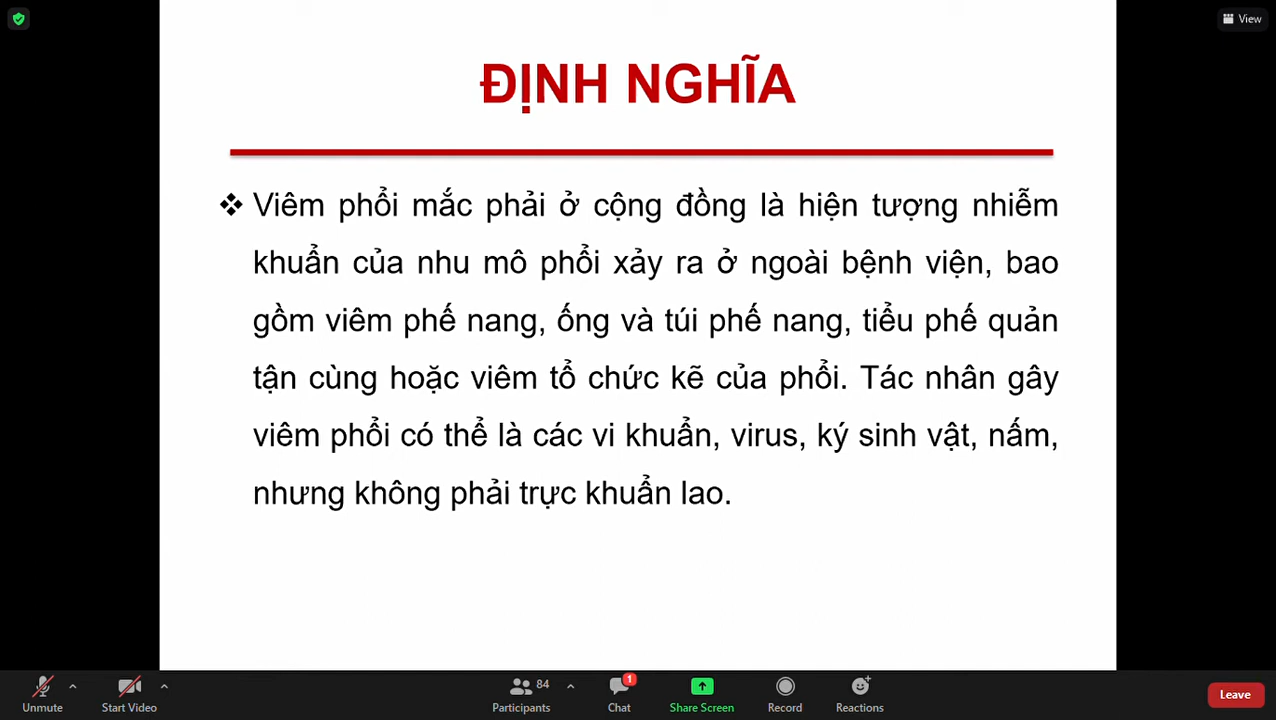 View
ĐỊNH NGHĨA
❖ Viêm phổi mắc phải ở cộng đồng là hiện tượng nhiễm
khuẩn của nhu mô phổi xảy ra ở ngoài bệnh viện, bao
gồm viêm phế nang, ống và túi phế nang, tiểu phế quản
tận cùng hoặc viêm tổ chức kẽ của phổi. Tác nhân gây
viêm phổi có thể là các vi khuẩn, virus, ký sinh vật, nấm,
nhưng không phải trực khuẩn lao.
84 1
Unmute Start Video Participants Chat Share Screen Record Reactions Leave